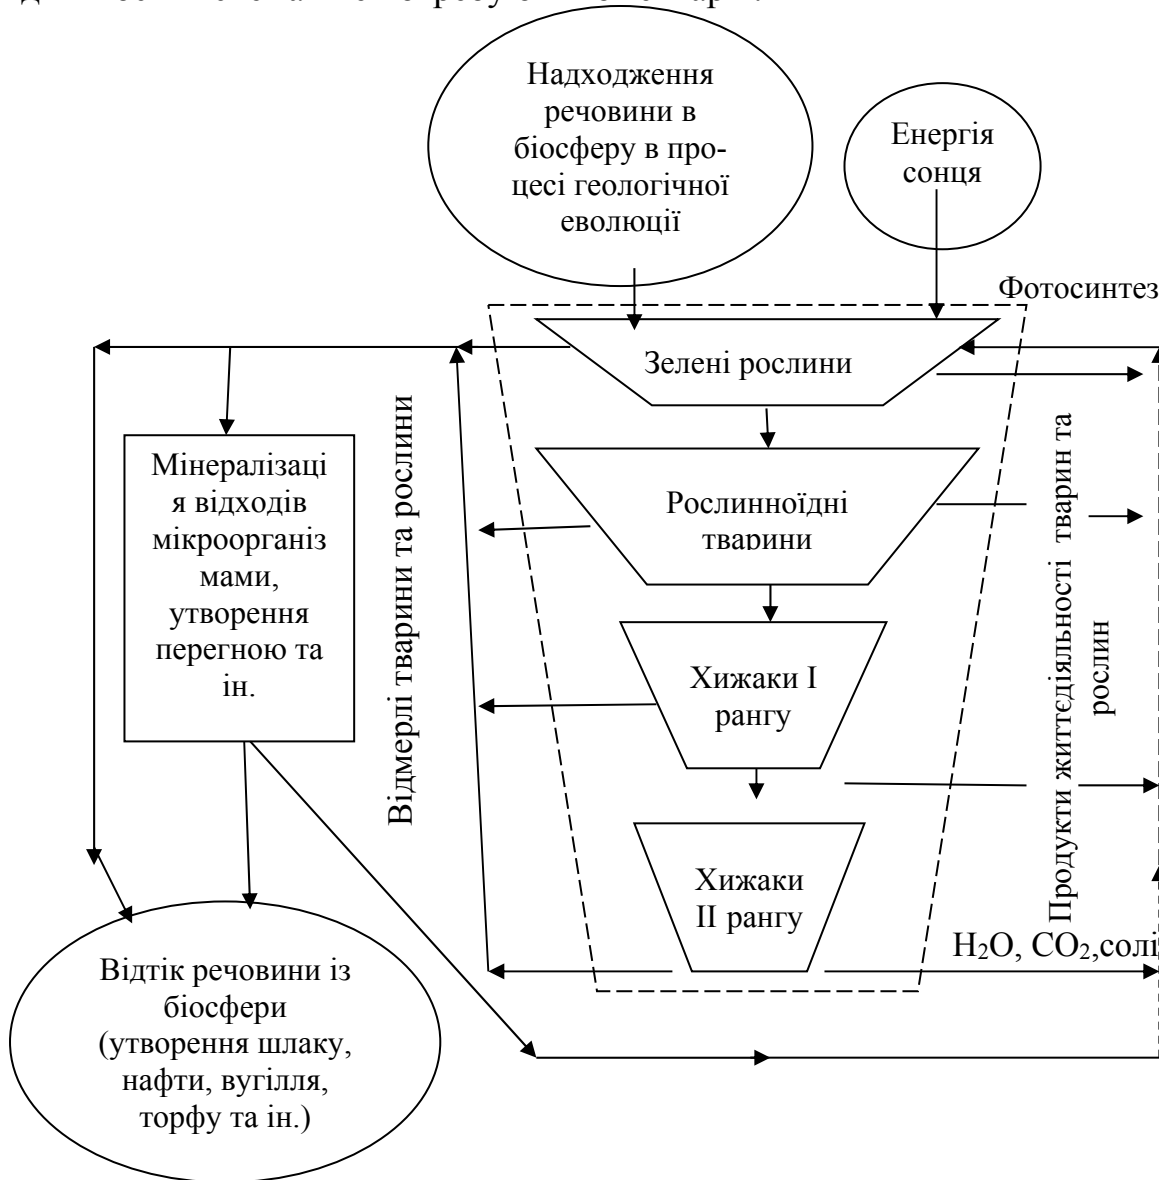 Надходження
речовини в
біосферу в про-
цесі геологічної
еволюції
Енергія
сонця
Фотосинтез
Зелені рослини
Мінералізаці
я відходів
мікроорганіз
мами,
утворення
перегною та
ін.
Відмерлі тварини та рослини
Рослинноїдні
тварини
Продукти життєдіяльності тварин та
рослин
Хижаки I
рангу
Хижаки
II рангу
H₂O, CO₂,солі
Відтік речовини із
біосфери
(утворення шлаку,
нафти, вугілля,
торфу та ін.)